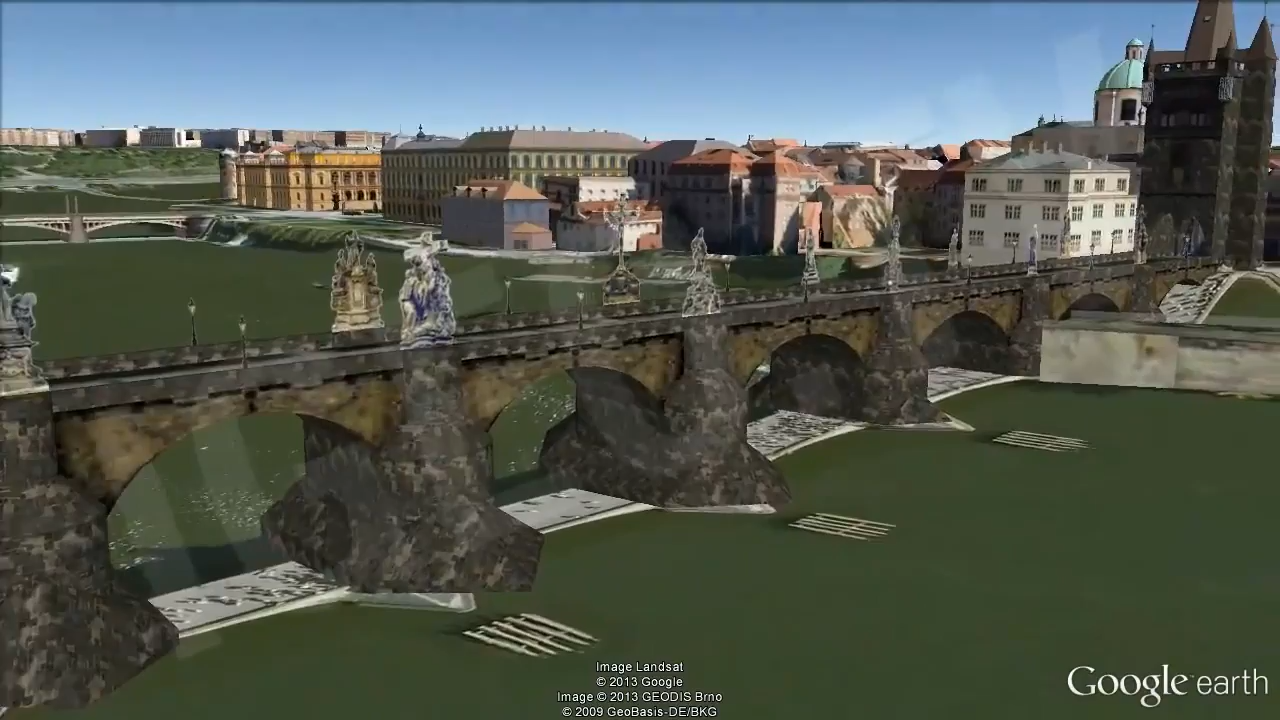 Image Landsat
© 2013 Google
Image © 2013 GEODIS Brno
© 2009 GeoBasis-DE/BKG
Google earth